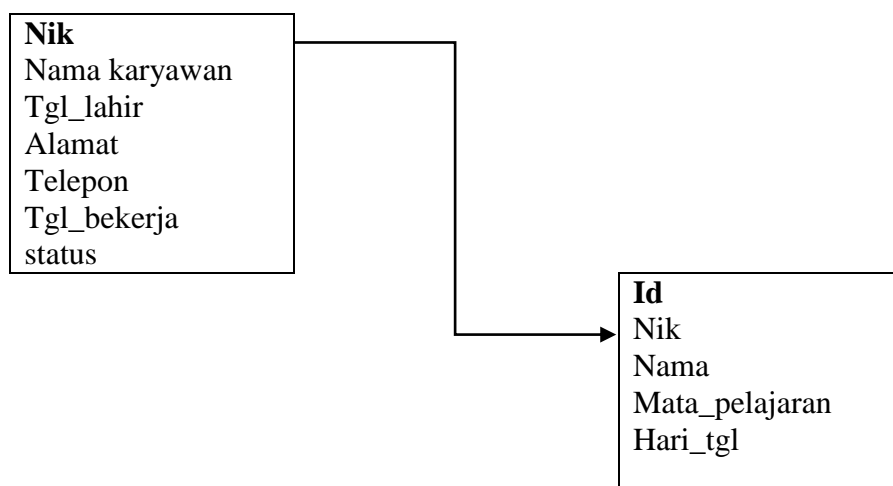 Nik
Nama karyawan
Tgl_lahir
Alamat
Telepon
Tgl_bekerja
status
Id
Nik
Nama
Mata_pelajaran
Hari_tgl